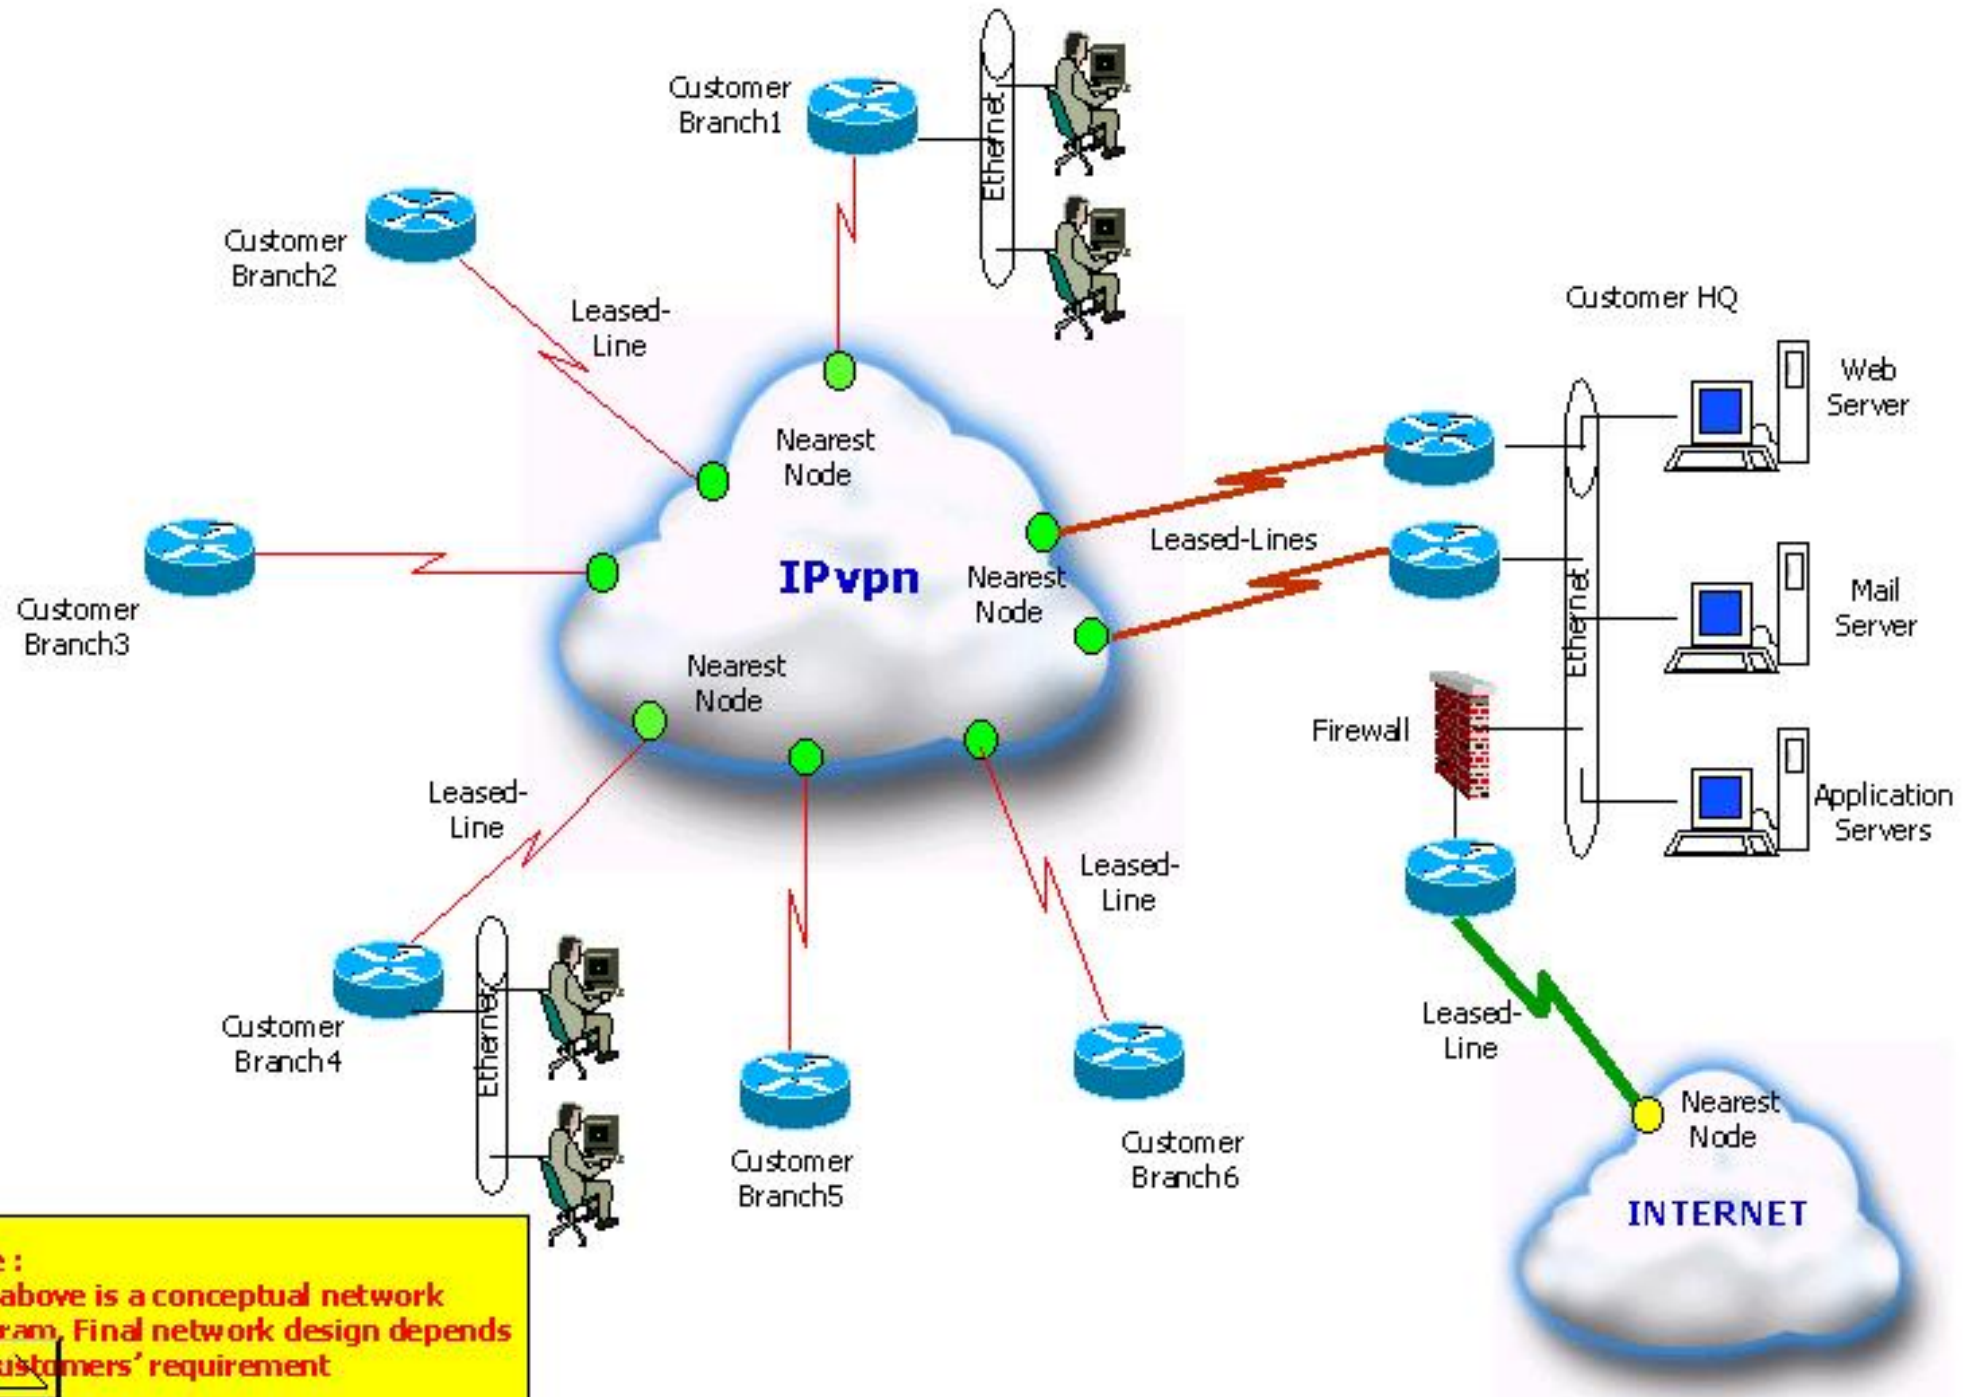 Customer
Branch1
Ethernet
Customer
Branch2
Leased-
Line
Customer HQ
Web
Server
Nearest
Node
Leased-Lines
IPvpn
Nearest
Node
Ethernet
Mail
Server
Customer
Branch3
Nearest
Node
Firewall
Leased-
Line
Application
Servers
Leased-
Line
Customer
Branch4
Ethernet
Leased-
Line
Customer
Branch5
Customer
Branch6
Nearest
Node
INTERNET
e :
above is a conceptual network
ram. Final network design depends
ustomers' requirement